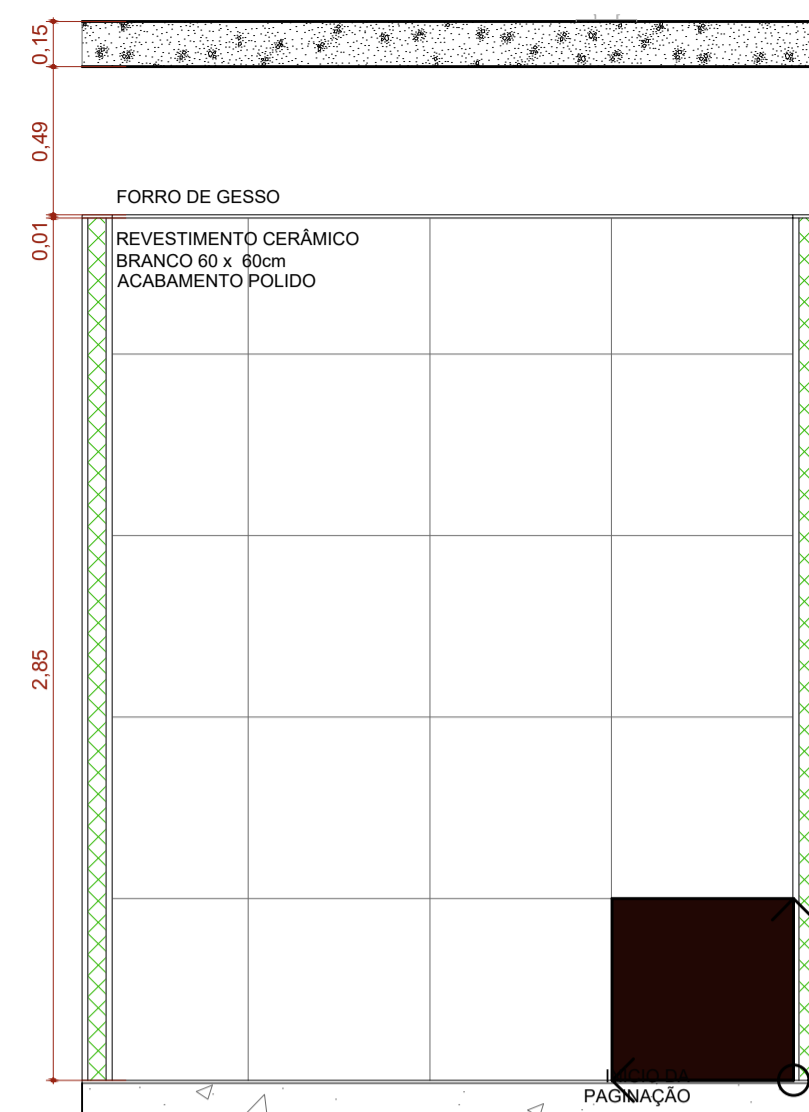 0,15
0,49
FORRO DE GESSO
0,01
REVESTIMENTO CERÂMICO
BRANCO 60 x 60cm
ACABAMENTO POLIDO
2,85
INÍCIO DA
PAGINAÇÃO